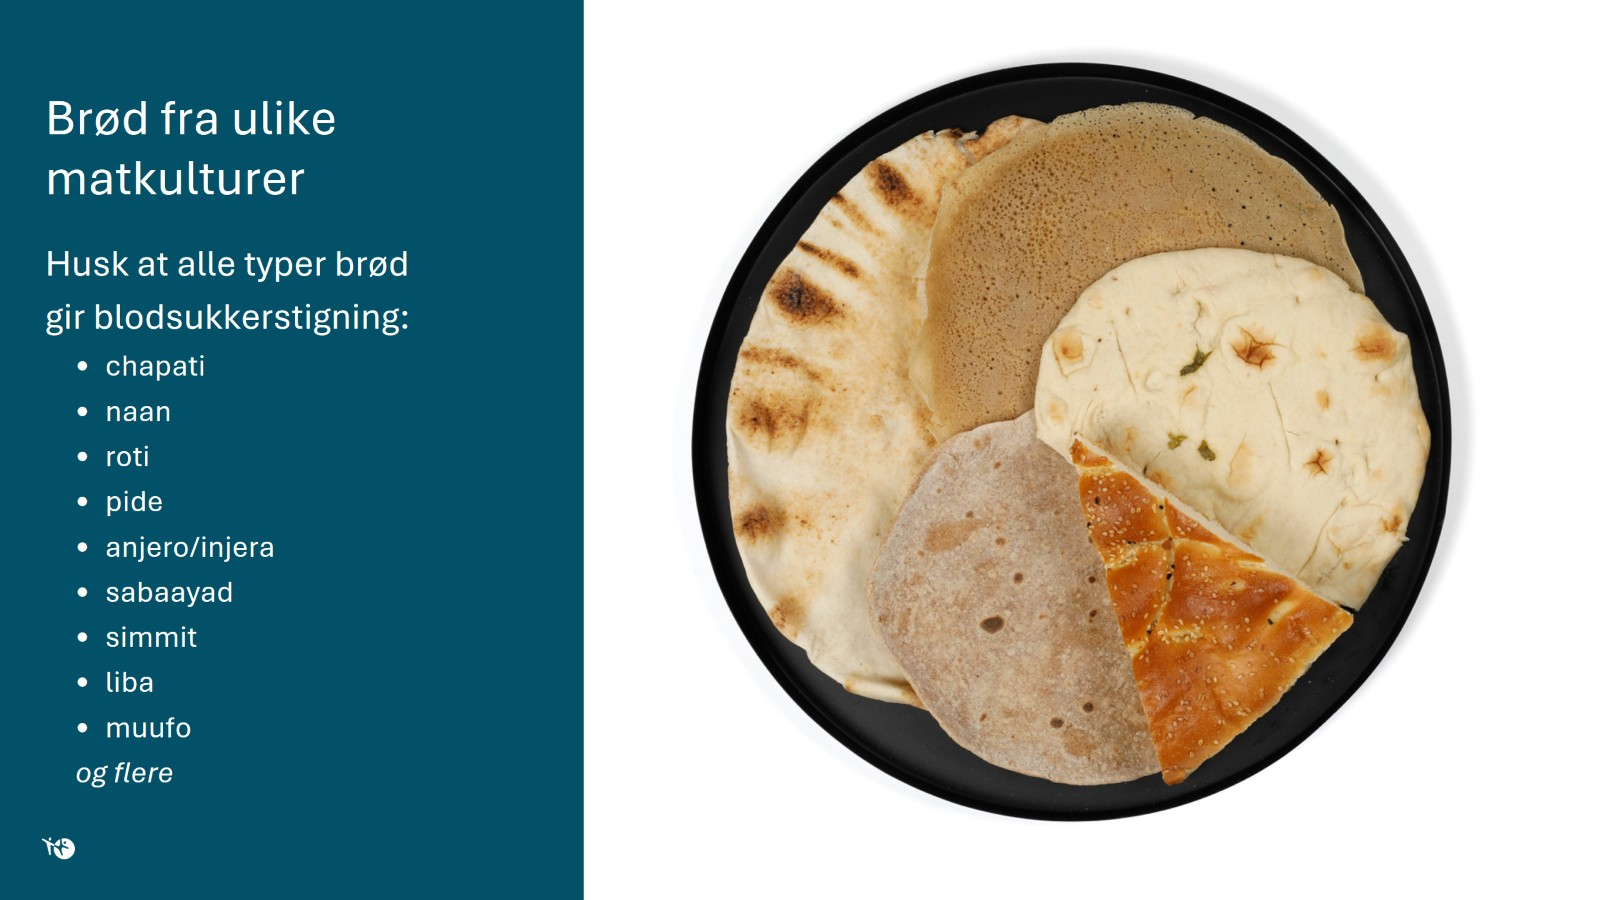 Brød fra ulike
matkulturer
Husk at alle typer brød
gir blodsukkerstigning:
• chapati
• naan
• roti
• pide
• anjero/injera
• sabaayad
• simmit
• liba
• muufo
og flere